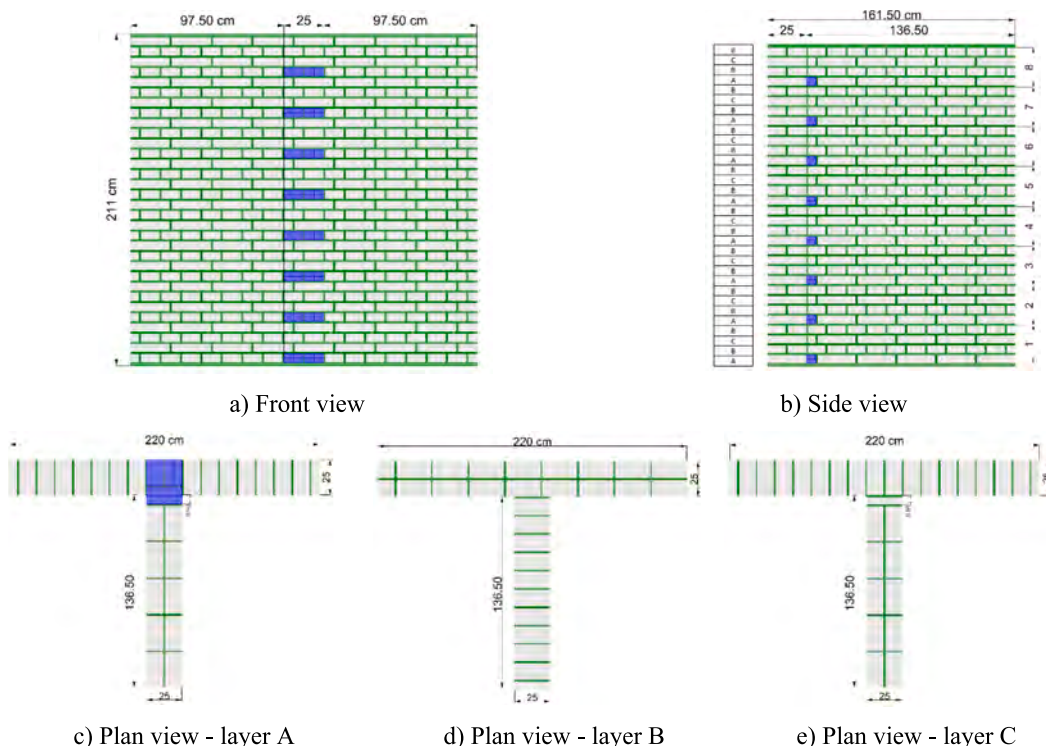 97.50 cm 25 97.50 cm
211 cm
a) Front view
161.50 cm
25 136.50
B
C
B
A
B
C
B
A
B
C
B
A
B
C
B
A
B
C
B
A
B
C
B
A
B
C
B
A
B
C
B
A
8
7
6
5
4
3
2
1
b) Side view
220 cm
25
136.50
25
c) Plan view - layer A
220 cm
25
136.50
25
d) Plan view - layer B
220 cm
25
136.50
25
e) Plan view - layer C